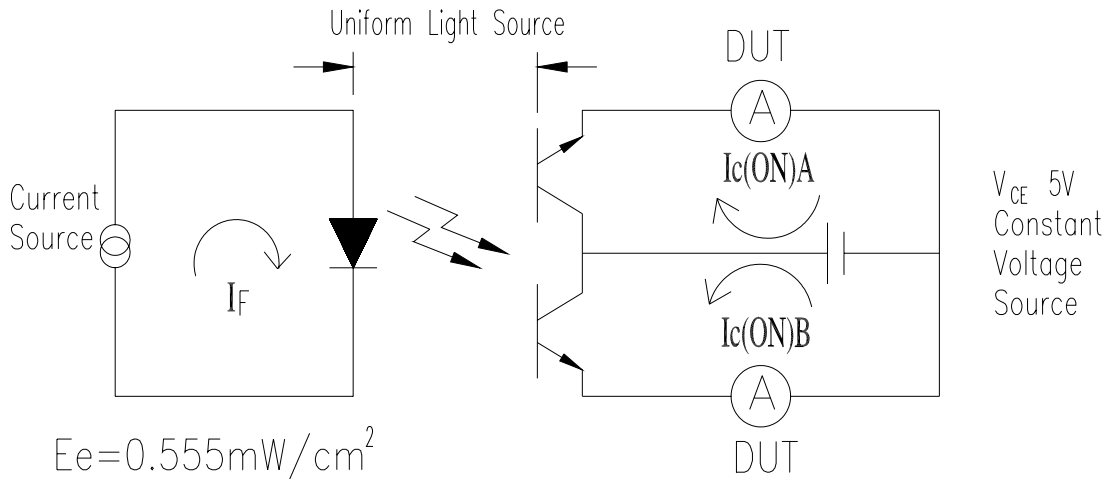 Uniform Light Source
DUT
A
Ic(ON)A
Current
Source
IF
VCE 5V
Constant
Voltage
Source
Ic(ON)B
A
DUT
Ee=0.555mW/cm²